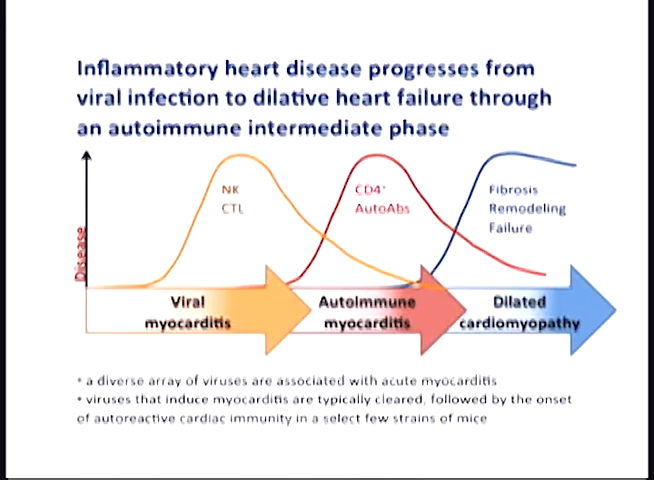 Inflammatory heart disease progresses from
viral infection to dilative heart failure through
an autoimmune intermediate phase
Disease
NK
CTL
CD4⁺
AutoAbs
Fibrosis
Remodeling
Failure
Viral
myocarditis
Autoimmune
myocarditis
Dilated
cardiomyopathy
• a diverse array of viruses are associated with acute myocarditis
• viruses that induce myocarditis are typically cleared, followed by the onset
of autoreactive cardiac immunity in a select few strains of mice